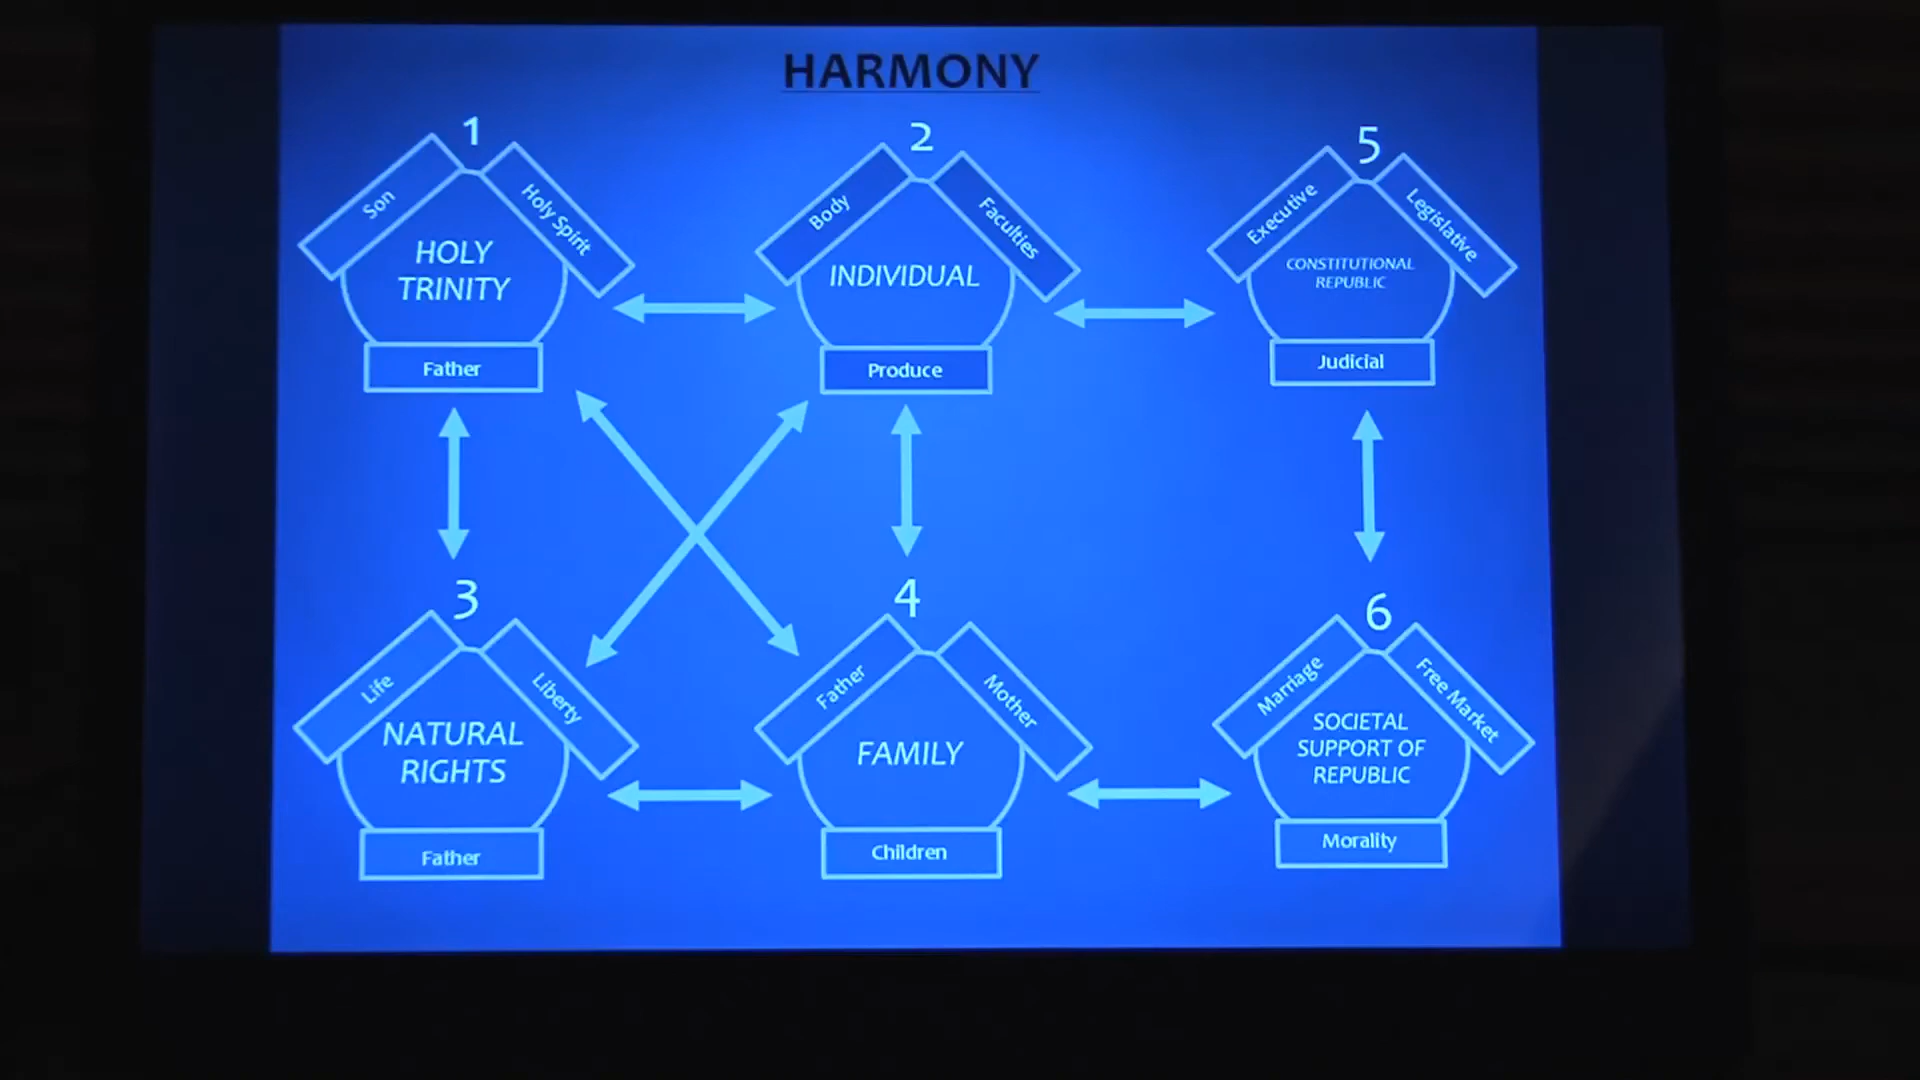 HARMONY
1
Son
Holy Spirit
HOLY
TRINITY
Father
2
Body
Faculties
INDIVIDUAL
Produce
5
Executive
Legislative
CONSTITUTIONAL
REPUBLIC
Judicial
3
Life
Liberty
NATURAL
RIGHTS
Father
4
Father
Mother
FAMILY
Children
6
Marriage
Free Market
SOCIETAL
SUPPORT OF
REPUBLIC
Morality